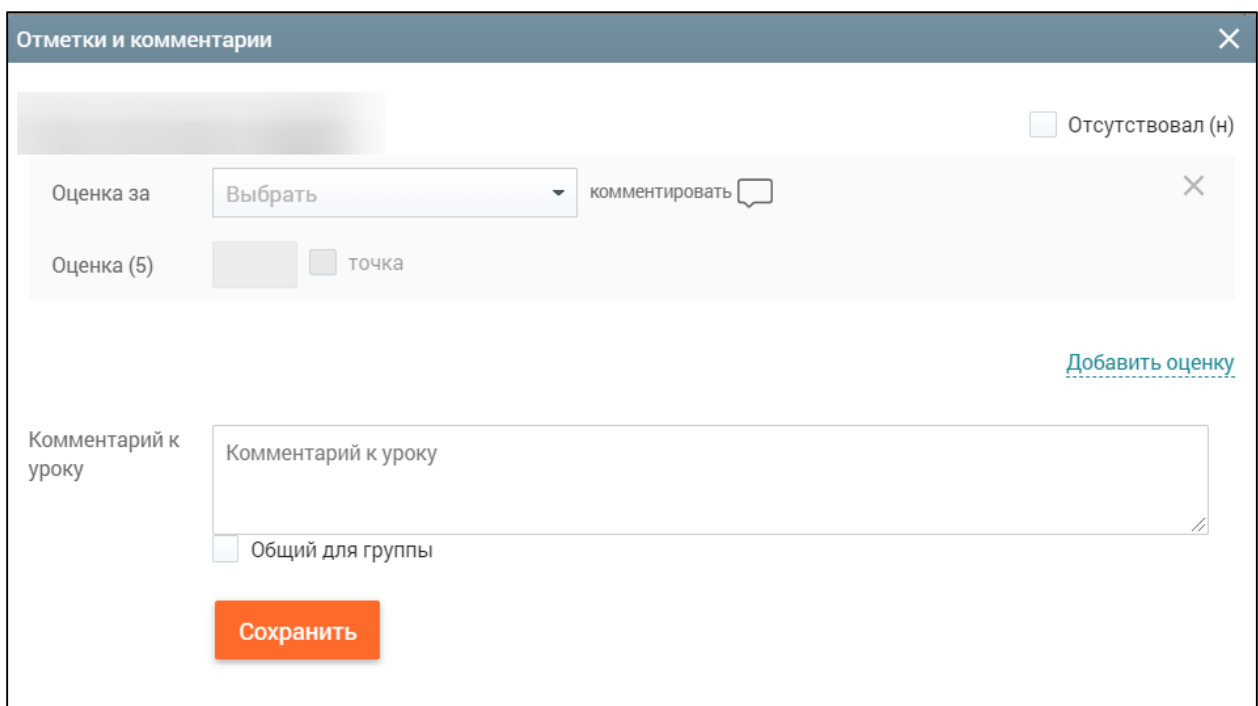 Отметки и комментарии
Отсутствовал (н)
Оценка за Выбрать комментировать
Оценка (5) точка
Добавить оценку
Комментарий к
уроку
Комментарий к уроку
Общий для группы
Сохранить